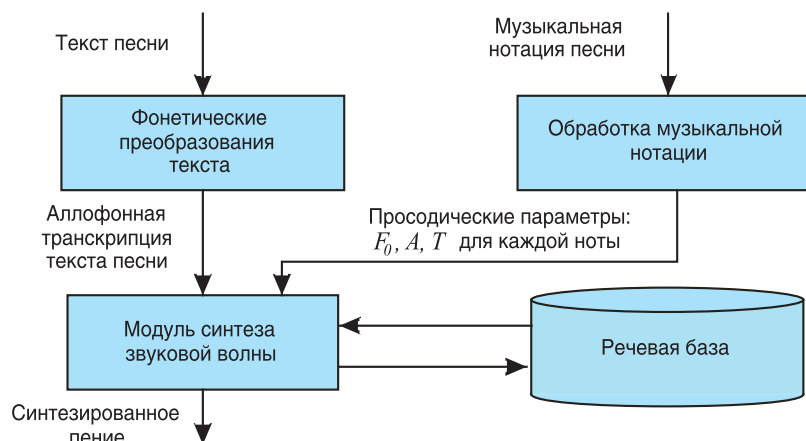 Текст песни
Музыкальная
нотация песни
Фонетические
преобразования
текста
Обработка музыкальной
нотации
Аллофонная
транскрипция
текста песни
Просодические параметры:
F₀, A, T для каждой ноты
Модуль синтеза
звуковой волны
Речевая база
Синтезированное
пение